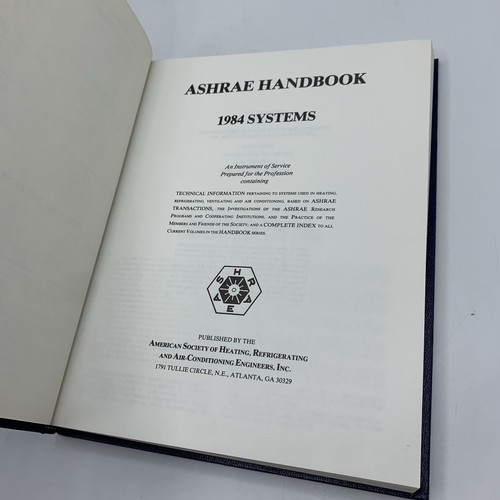 ASHRAE HANDBOOK
1984 SYSTEMS
An Instrument of Service
Prepared for the Profession
containing
TECHNICAL INFORMATION PERTAINING TO SYSTEMS USED IN HEATING,
REFRIGERATING, VENTILATING AND AIR CONDITIONING, BASED ON ASHRAE
TRANSACTIONS, THE INVESTIGATIONS OF THE ASHRAE RESEARCH
PROGRAMS AND COOPERATING INSTITUTIONS, AND THE PRACTICE OF THE
MEMBERS AND FRIENDS OF THE SOCIETY; AND A COMPLETE INDEX TO ALL
CURRENT VOLUMES IN THE HANDBOOK SERIES.
ASHRAE
PUBLISHED BY THE
AMERICAN SOCIETY OF HEATING, REFRIGERATING
AND AIR-CONDITIONING ENGINEERS, INC.
1791 TULLIE CIRCLE, N.E., ATLANTA, GA 30329